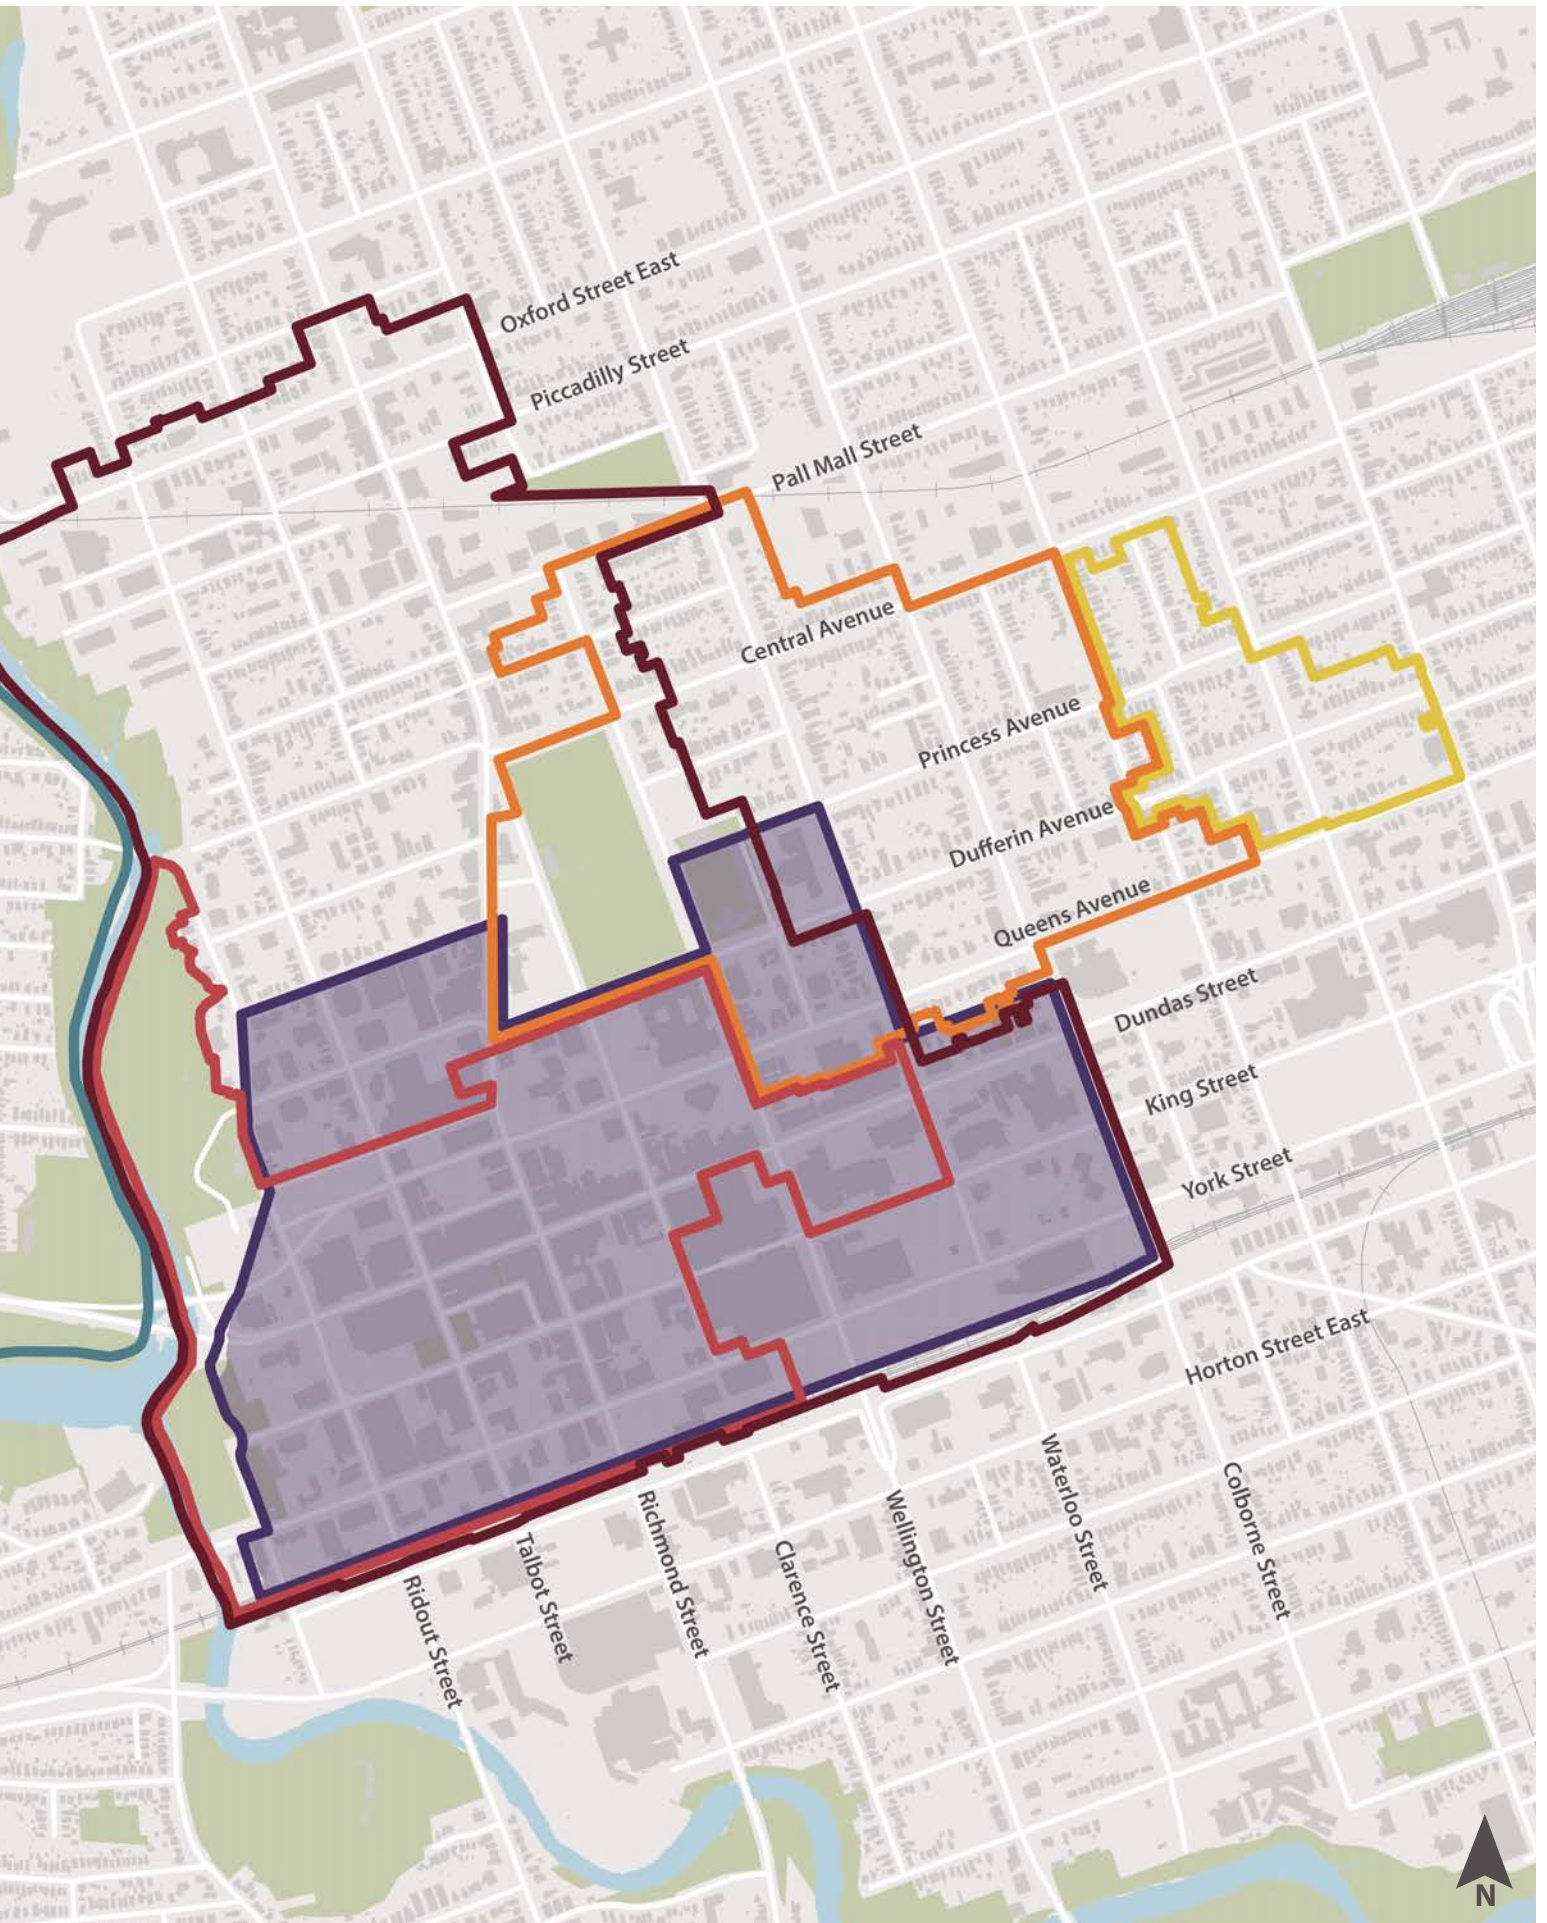 Oxford Street East
Piccadilly Street
Pall Mall Street
Central Avenue
Princess Avenue
Dufferin Avenue
Queens Avenue
Dundas Street
King Street
York Street
Horton Street East
Ridout Street
Talbot Street
Richmond Street
Clarence Street
Wellington Street
Waterloo Street
Colborne Street
N